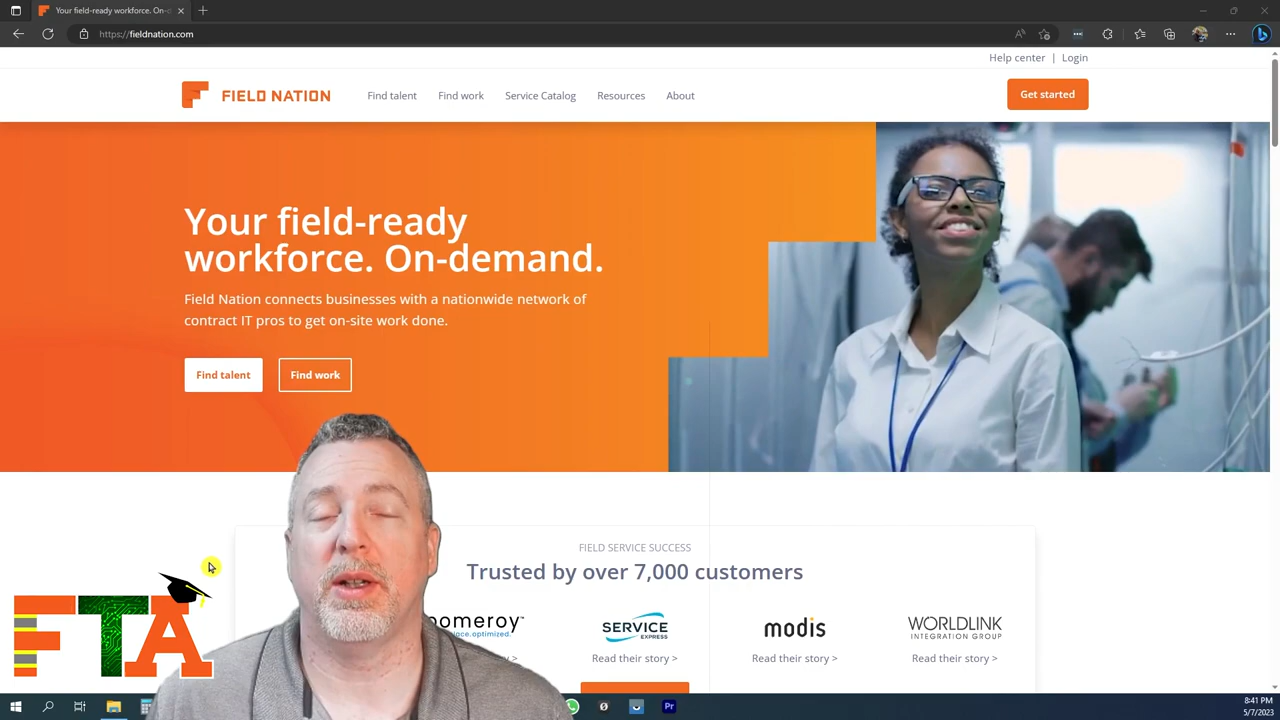 Your field-ready workforce. On-d
https://fieldnation.com
Help center | Login
FIELD NATION
Find talent
Find work
Service Catalog
Resources
About
Get started
Your field-ready
workforce. On-demand.
Field Nation connects businesses with a nationwide network of
contract IT pros to get on-site work done.
Find talent
Find work
FIELD SERVICE SUCCESS
Trusted by over 7,000 customers
SERVICE
EXPRESS
modis
WORLDLINK
INTEGRATION GROUP
Read their story >
Read their story >
Read their story >
FTA
Pr
8:41 PM
5/7/2023